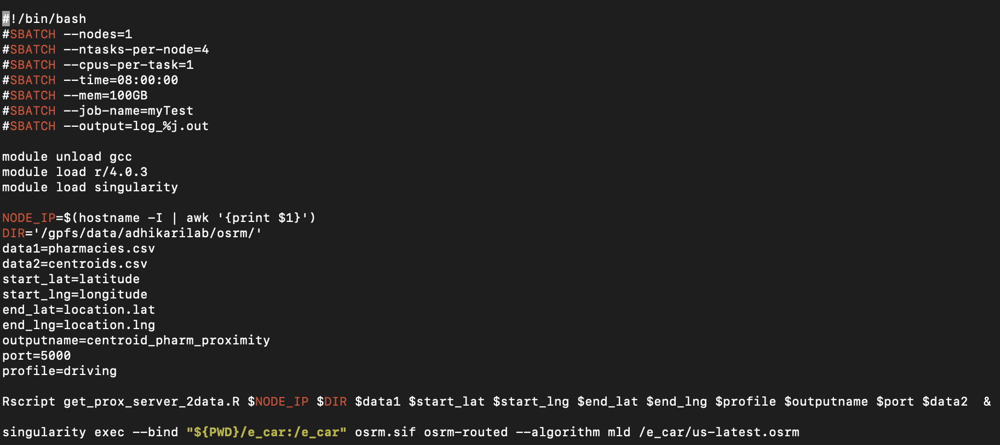 #!/bin/bash
#SBATCH --nodes=1
#SBATCH --ntasks-per-node=4
#SBATCH --cpus-per-task=1
#SBATCH --time=08:00:00
#SBATCH --mem=100GB
#SBATCH --job-name=myTest
#SBATCH --output=log_%j.out
module unload gcc
module load r/4.0.3
module load singularity
NODE_IP=$(hostname -I | awk '{print $1}')
DIR='/gpfs/data/adhikarilab/osrm/'
data1=pharmacies.csv
data2=centroids.csv
start_lat=latitude
start_lng=longitude
end_lat=location.lat
end_lng=location.lng
outputname=centroid_pharm_proximity
port=5000
profile=driving
Rscript get_prox_server_2data.R $NODE_IP $DIR $data1 $start_lat $start_lng $end_lat $end_lng $profile $outputname $port $data2  &
singularity exec --bind "${PWD}/e_car:/e_car" osrm.sif osrm-routed --algorithm mld /e_car/us-latest.osrm